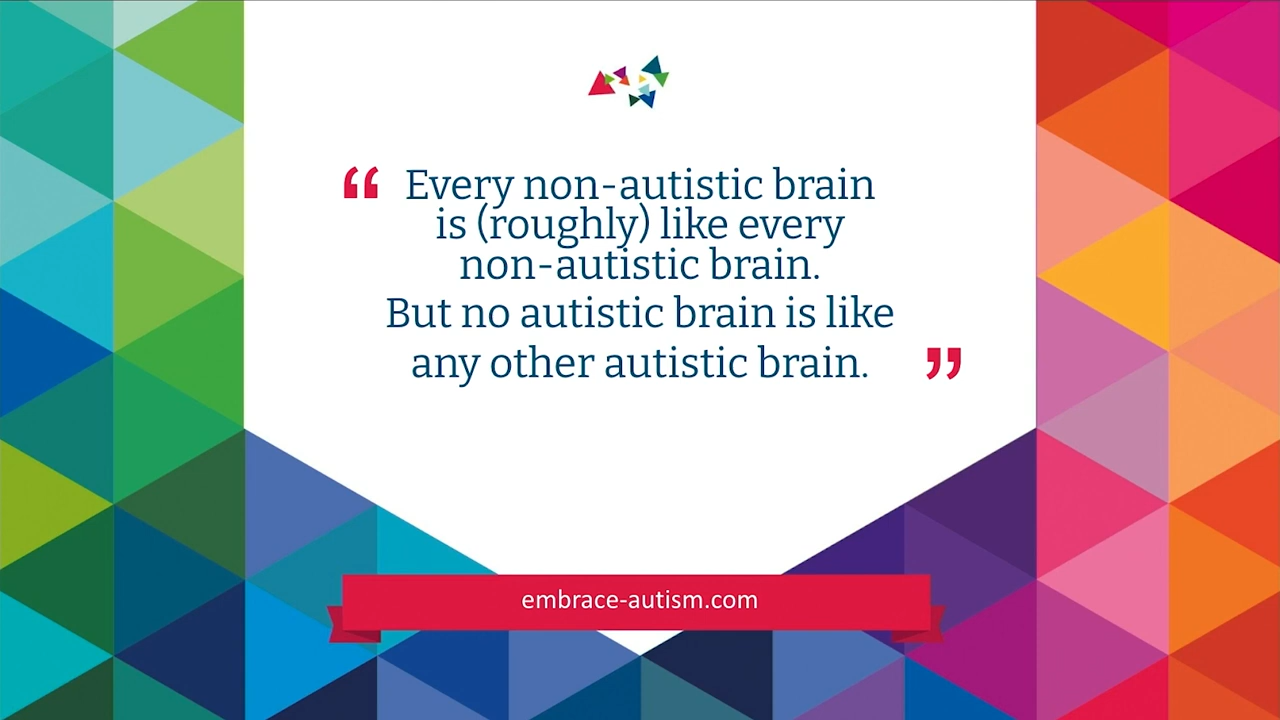 “ Every non-autistic brain
is (roughly) like every
non-autistic brain.
But no autistic brain is like
any other autistic brain. ”
embrace-autism.com